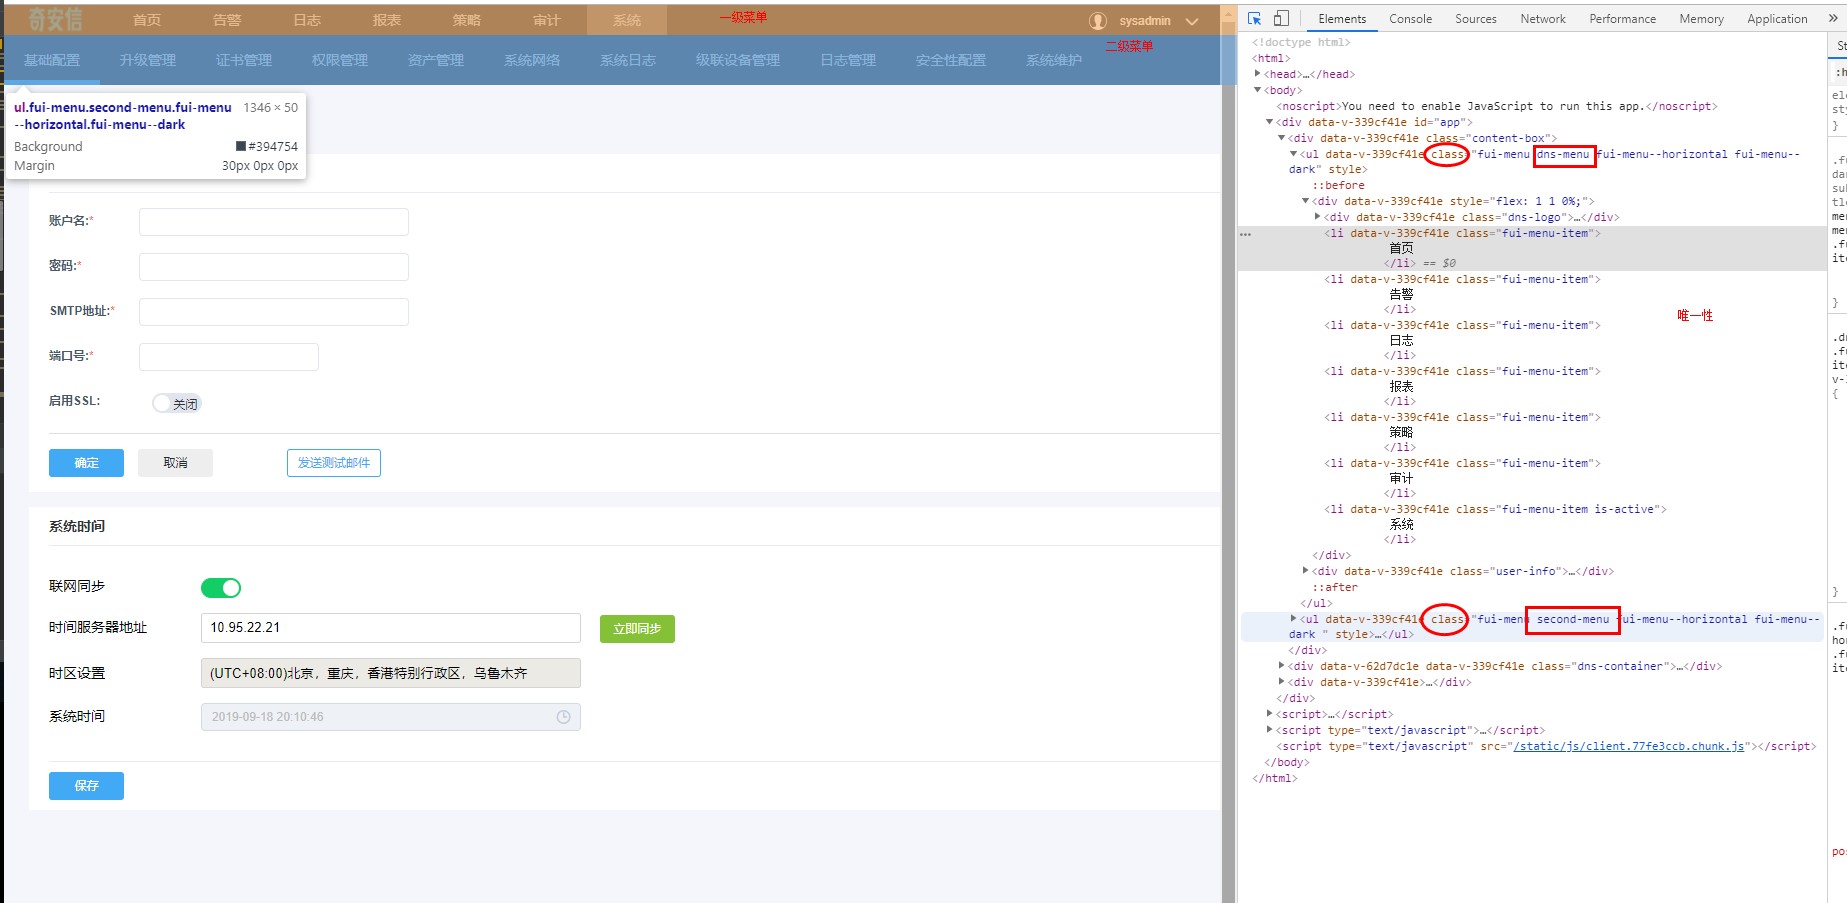 奇安信
首页 告警 日志 报表 策略 审计 系统 一级菜单 sysadmin
二级菜单
基础配置 升级管理 证书管理 权限管理 资产管理 系统网络 系统日志 级联设备管理 日志管理 安全性配置 系统维护
ul.fui-menu.second-menu.fui-menu 1346 × 50
--horizontal.fui-menu--dark
Background #394754
Margin 30px 0px 0px
账户名:*
密码:*
SMTP地址:*
端口号:*
启用SSL: 关闭
确定 取消 发送测试邮件
系统时间
联网同步
时间服务器地址 10.95.22.21 立即同步
时区设置 (UTC+08:00)北京，重庆，香港特别行政区，乌鲁木齐
系统时间 2019-09-18 20:10:46
保存
Elements Console Sources Network Performance Memory Application »
<!doctype html>
<html>
<head>…</head>
<body>
<noscript>You need to enable JavaScript to run this app.</noscript>
<div data-v-339cf41e id="app">
<div data-v-339cf41e class="content-box">
<ul data-v-339cf41e class="fui-menu dns-menu fui-menu--horizontal fui-menu--
dark" style>
::before
<div data-v-339cf41e style="flex: 1 1 0%;">
<div data-v-339cf41e class="dns-logo">…</div>
… <li data-v-339cf41e class="fui-menu-item">
首页
</li> == $0
<li data-v-339cf41e class="fui-menu-item">
告警
</li>
唯一性
<li data-v-339cf41e class="fui-menu-item">
日志
</li>
<li data-v-339cf41e class="fui-menu-item">
报表
</li>
<li data-v-339cf41e class="fui-menu-item">
策略
</li>
<li data-v-339cf41e class="fui-menu-item">
审计
</li>
<li data-v-339cf41e class="fui-menu-item is-active">
系统
</li>
</div>
<div data-v-339cf41e class="user-info">…</div>
::after
</ul>
<ul data-v-339cf41e class="fui-menu second-menu fui-menu--horizontal fui-menu--
dark " style>…</ul>
</div>
<div data-v-62d7dc1e data-v-339cf41e class="dns-container">…</div>
<div data-v-339cf41e>…</div>
</div>
<script>…</script>
<script type="text/javascript">…</script>
<script type="text/javascript" src="/static/js/client.77fe3ccb.chunk.js"></script>
</body>
</html>